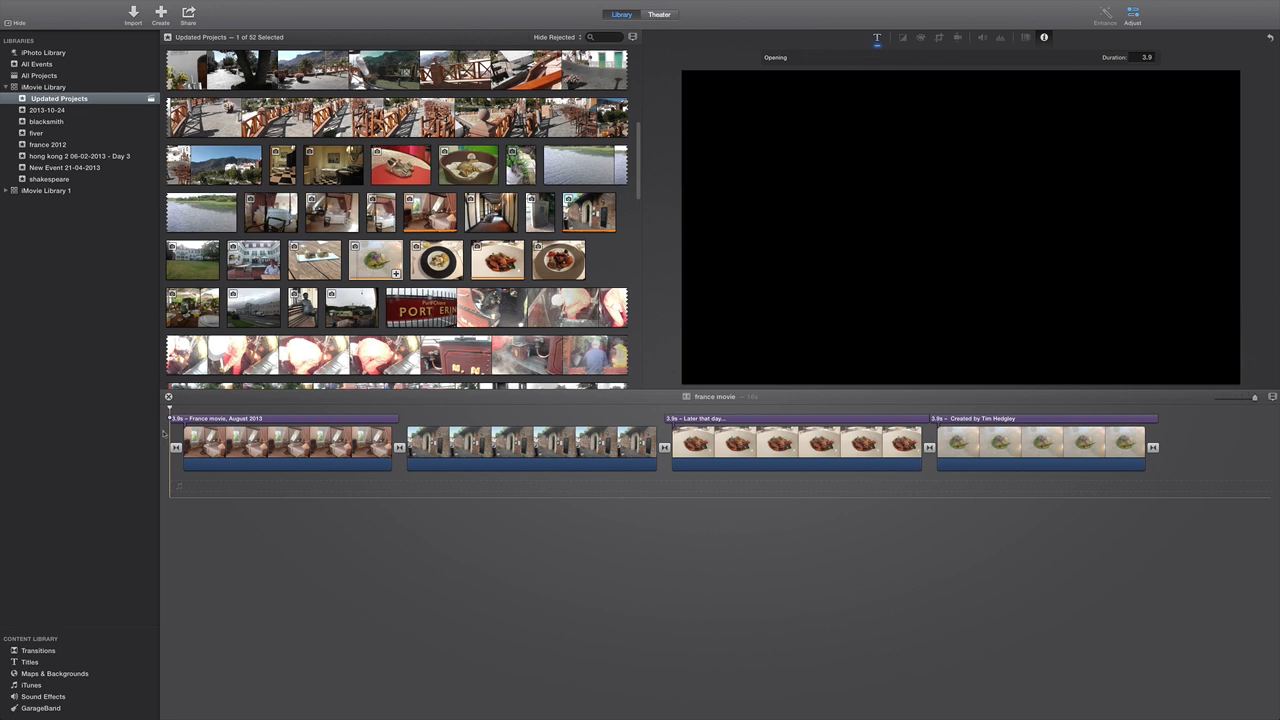 Hide
Import
Create
Share
Library
Theater
Enhance
Adjust
LIBRARIES
iPhoto Library
All Events
All Projects
iMovie Library
Updated Projects
2013-10-24
blacksmith
fiver
france 2012
hong kong 2 06-02-2013 - Day 3
New Event 21-04-2013
shakespeare
iMovie Library 1
Updated Projects — 1 of 52 Selected
Hide Rejected
T
Opening
Duration: 3.9
PORT ERIN
france movie — 16s
3.9s – France movie, August 2013
3.9s – Later that day...
3.9s – Created by Tim Hedgley
CONTENT LIBRARY
Transitions
T Titles
Maps & Backgrounds
iTunes
Sound Effects
GarageBand